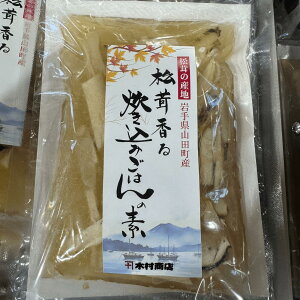 松茸の産地
岩手県山田町産
松茸香る
炊き込みごはんの素
木村商店